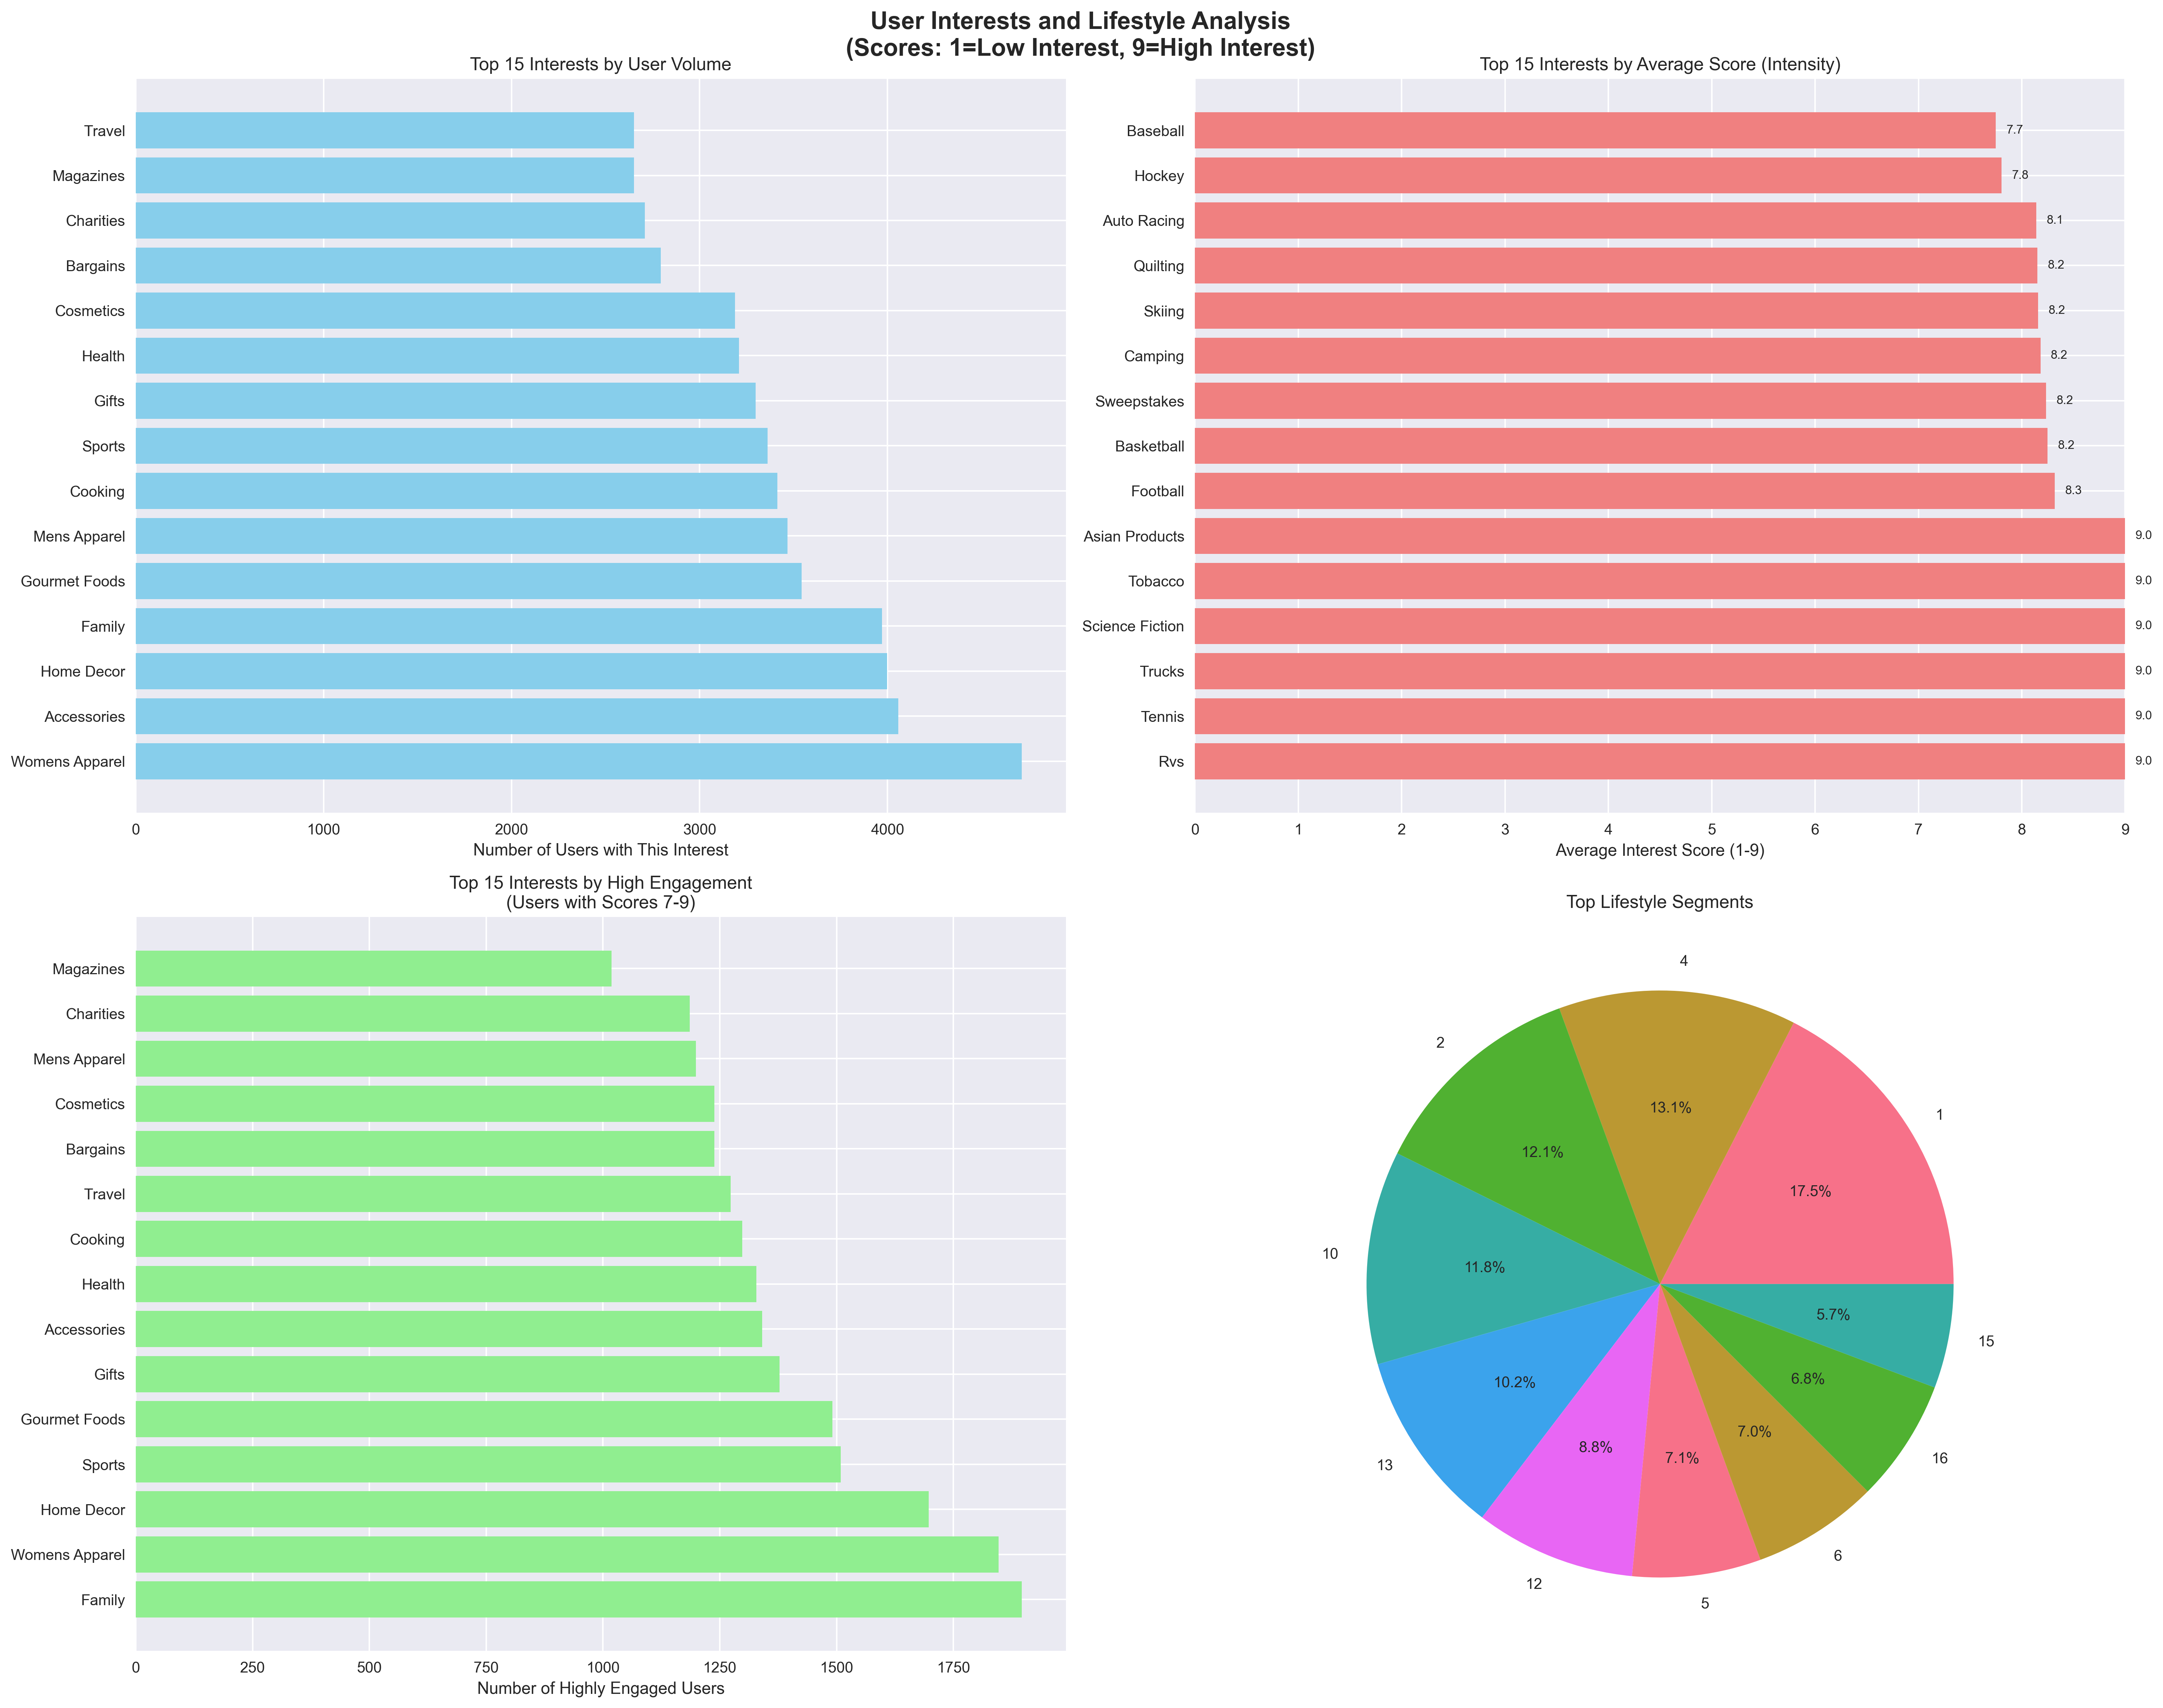 User Interests and Lifestyle Analysis
(Scores: 1=Low Interest, 9=High Interest)
Top 15 Interests by User Volume
Travel
Magazines
Charities
Bargains
Cosmetics
Health
Gifts
Sports
Cooking
Mens Apparel
Gourmet Foods
Family
Home Decor
Accessories
Womens Apparel
0 1000 2000 3000 4000
Number of Users with This Interest
Top 15 Interests by Average Score (Intensity)
Baseball 7.7
Hockey 7.8
Auto Racing 8.1
Quilting 8.2
Skiing 8.2
Camping 8.2
Sweepstakes 8.2
Basketball 8.2
Football 8.3
Asian Products 9.0
Tobacco 9.0
Science Fiction 9.0
Trucks 9.0
Tennis 9.0
Rvs 9.0
0 1 2 3 4 5 6 7 8 9
Average Interest Score (1-9)
Top 15 Interests by High Engagement
(Users with Scores 7-9)
Magazines
Charities
Mens Apparel
Cosmetics
Bargains
Travel
Cooking
Health
Accessories
Gifts
Gourmet Foods
Sports
Home Decor
Womens Apparel
Family
0 250 500 750 1000 1250 1500 1750
Number of Highly Engaged Users
Top Lifestyle Segments
1 17.5%
4 13.1%
2 12.1%
10 11.8%
13 10.2%
12 8.8%
5 7.1%
6 7.0%
16 6.8%
15 5.7%